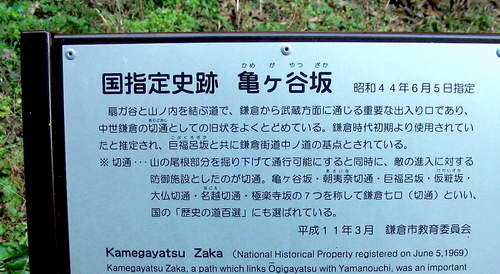 国指定史跡 亀ヶ谷坂 昭和44年6月5日指定
扇ガ谷と山ノ内を結ぶ道で、鎌倉から武蔵方面に通じる重要な出入り口であり、
中世鎌倉の切通としての旧状をよくとどめている。鎌倉時代初期より使用されてい
たと推定され、巨福呂坂と共に鎌倉街道中ノ道の基点とされている。
※切通･･･山の尾根部分を掘り下げて通行可能にすると同時に、敵の進入に対する
防御施設としたのが切通。亀ヶ谷坂・朝夷奈切通・巨福呂坂・仮粧坂・
大仏切通・名越切通・極楽寺坂の7つを称して鎌倉七口（切通）といい、
国の「歴史の道百選」にも選ばれている。
平成11年3月 鎌倉市教育委員会
Kamegayatsu Zaka (National Historical Property registered on June 5,1969)
Kamegayatsu Zaka, a path which links Ōgigayatsu with Yamanouchi, was an important